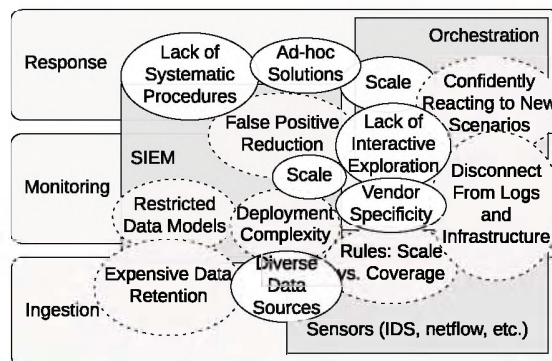 Orchestration
Response
Lack of
Systematic
Procedures
Ad-hoc
Solutions
Scale
Confidently
Reacting to New
Scenarios
False Positive
Reduction
Lack of
Interactive
Exploration
SIEM
Monitoring
Scale
Disconnect
From Logs
and
Infrastructure
Restricted
Data Models
Deployment
Complexity
Vendor
Specificity
Expensive Data
Retention
Diverse
Data
Sources
Rules: Scale
vs. Coverage
Ingestion
Sensors (IDS, netflow, etc.)